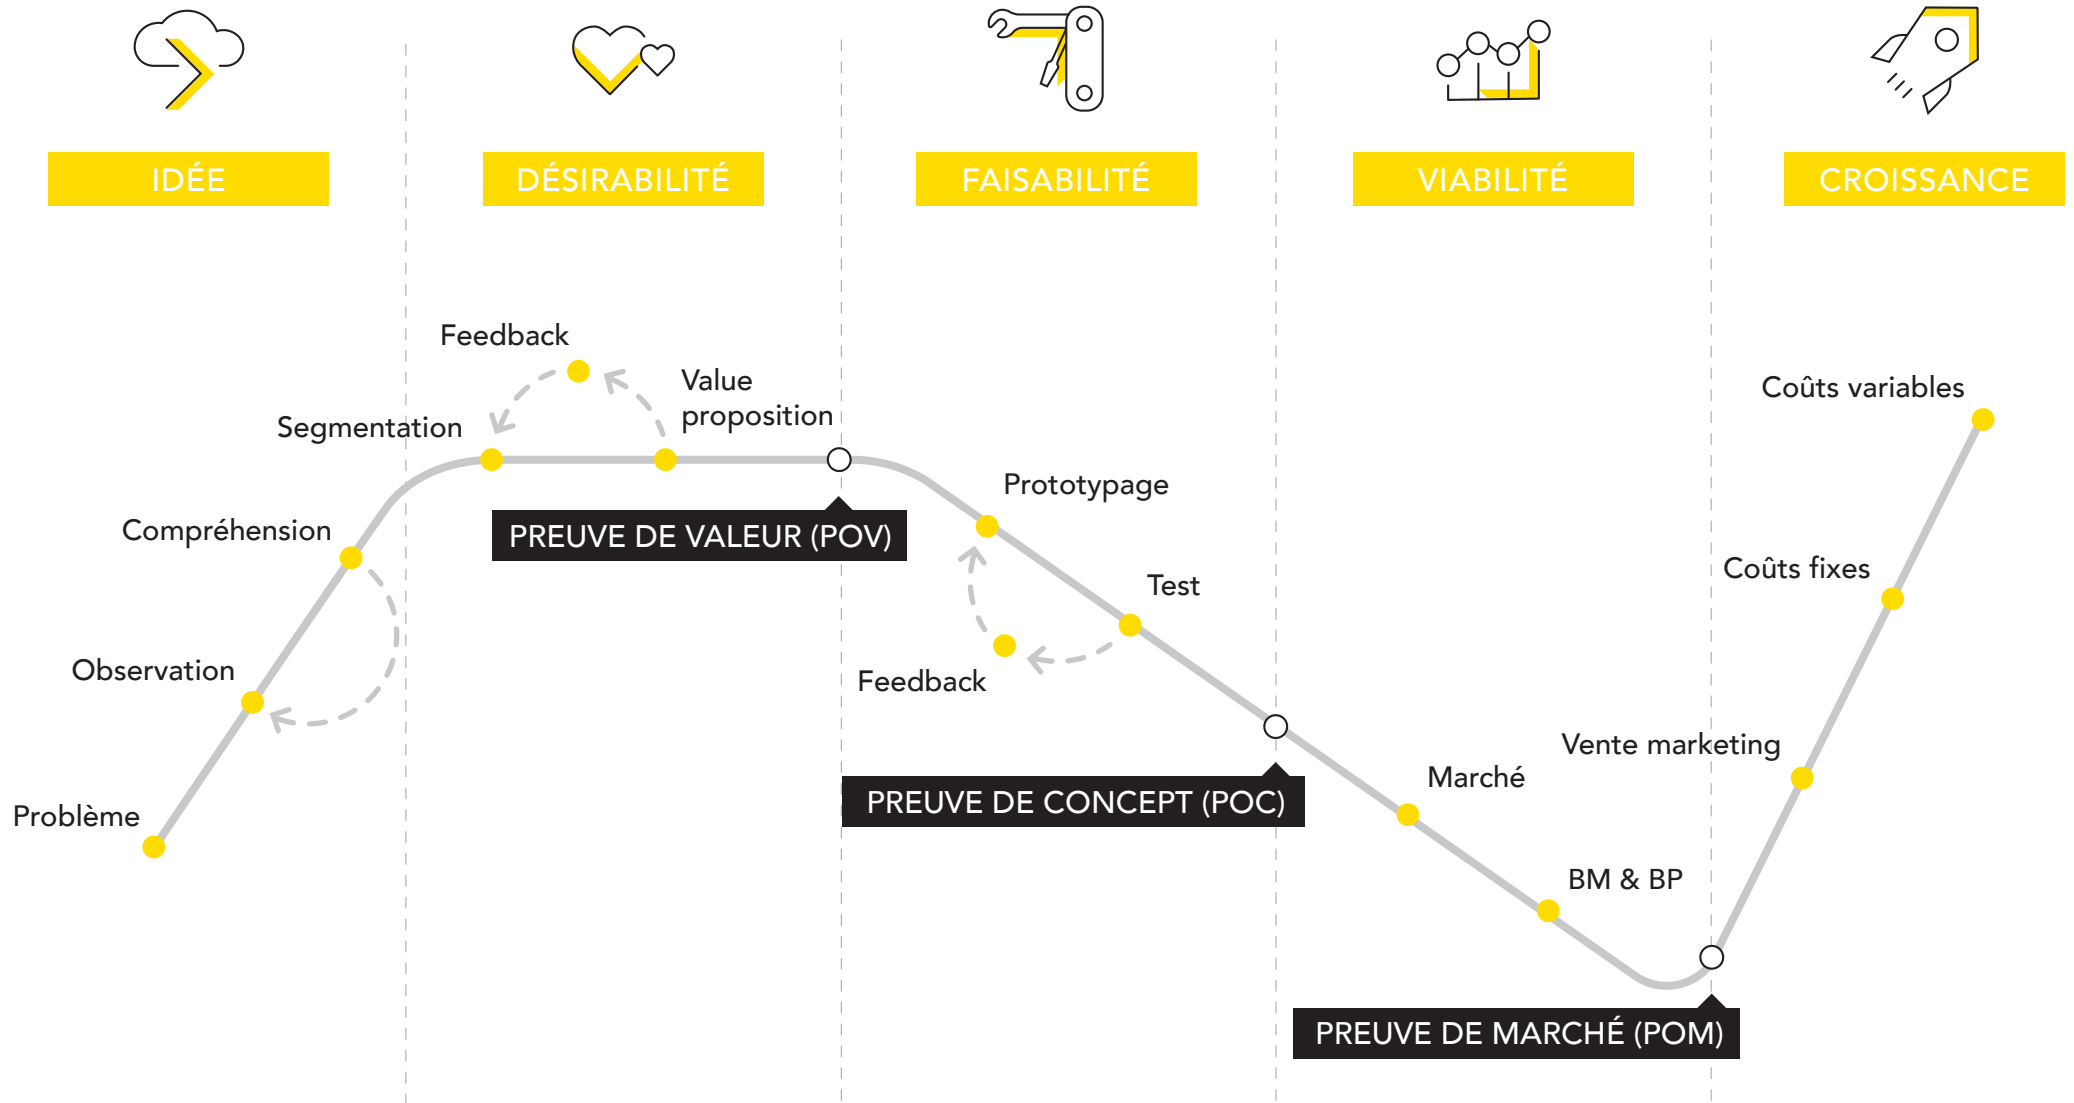 IDÉE
DÉSIRABILITÉ
FAISABILITÉ
VIABILITÉ
CROISSANCE
Feedback
Value
proposition
Segmentation
Compréhension
Observation
Problème
PREUVE DE VALEUR (POV)
Prototypage
Test
Feedback
PREUVE DE CONCEPT (POC)
Marché
BM & BP
PREUVE DE MARCHÉ (POM)
Coûts variables
Coûts fixes
Vente marketing